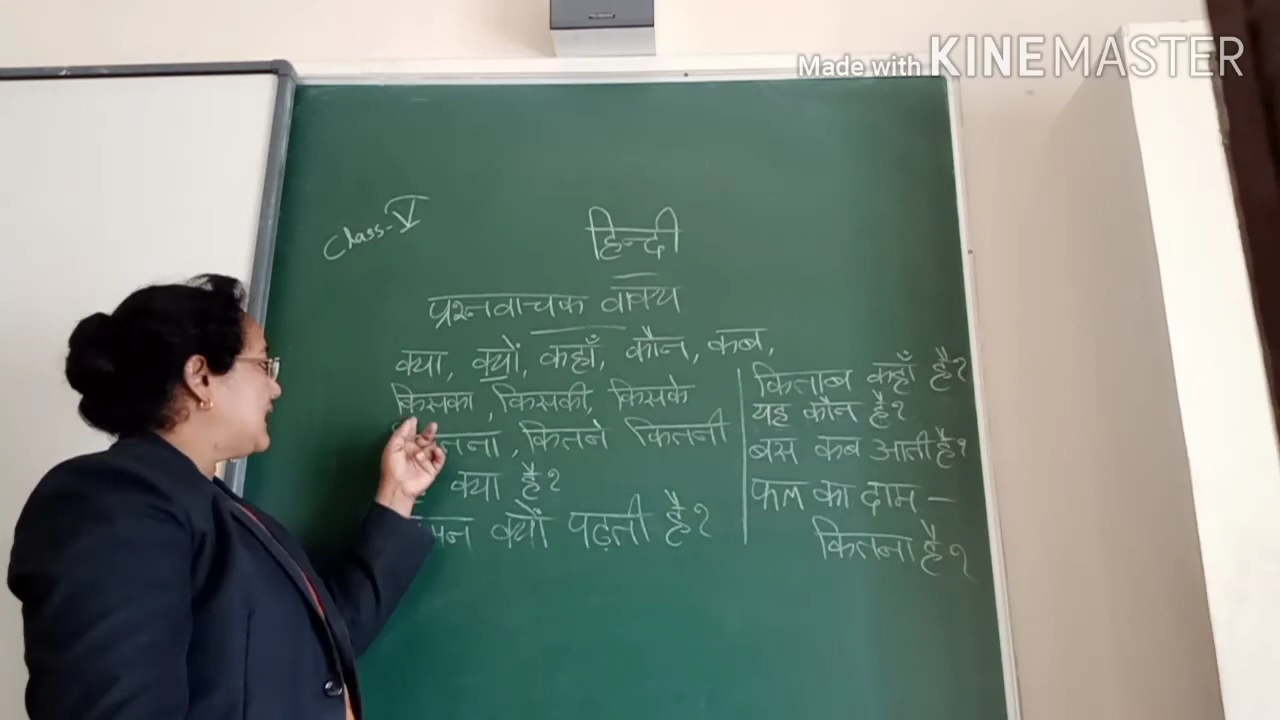 Made with KINEMASTER
Class-V
हिन्दी
प्रश्नवाचक वाक्य
क्या, क्यों, कहाँ, कौन, कब,
किसका, किसकी, किसके
कितने कितनी
क्या है?
क्यों पढ़ती है?
किताब कहाँ है?
यह कौन है?
बस कब आती है?
फल का दाम –
कितना है?